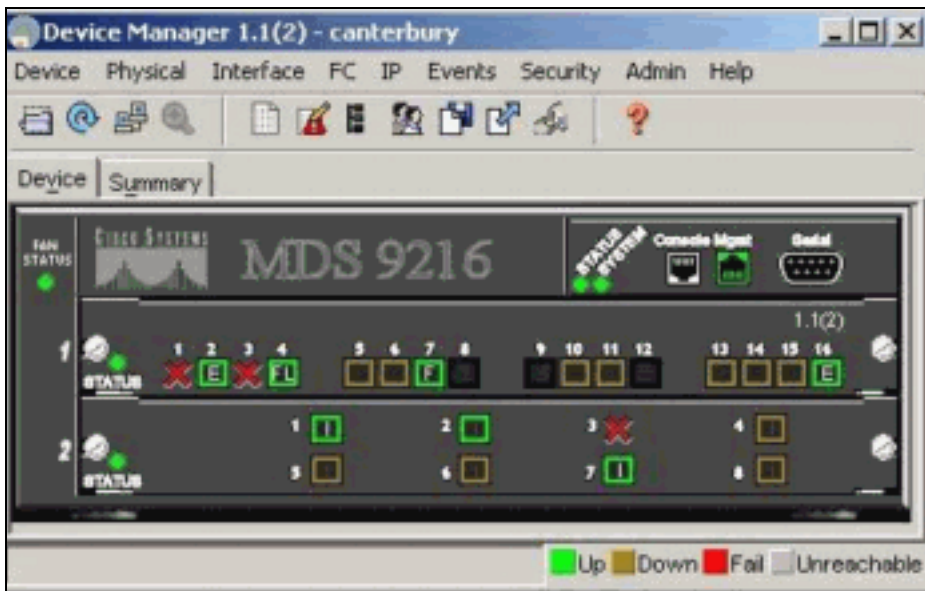 Device Manager 1.1(2) - canterbury
Device Physical Interface FC IP Events Security Admin Help
Device Summary
FAN STATUS
CISCO SYSTEMS
MDS 9216
STATUS
SYSTEM
Console Mgmt Serial
1.1(2)
1
STATUS
1 2 3 4 5 6 7 8 9 10 11 12 13 14 15 16
E FL F E
2
STATUS
1 2 3 4
I
5 6 7 8
I
Up Down Fail Unreachable